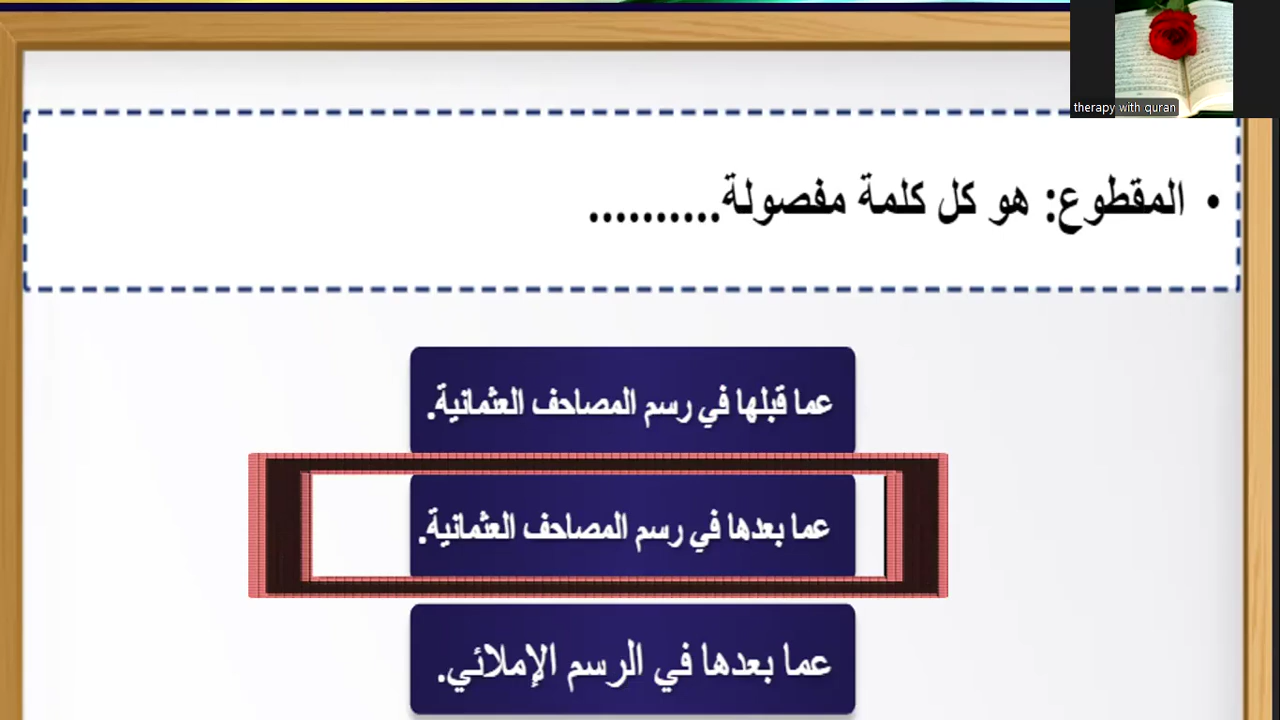 therapy with quran
• المقطوع: هو كل كلمة مفصولة..........
عما قبلها في رسم المصاحف العثمانية.
عما بعدها في رسم المصاحف العثمانية.
عما بعدها في الرسم الإملائي.